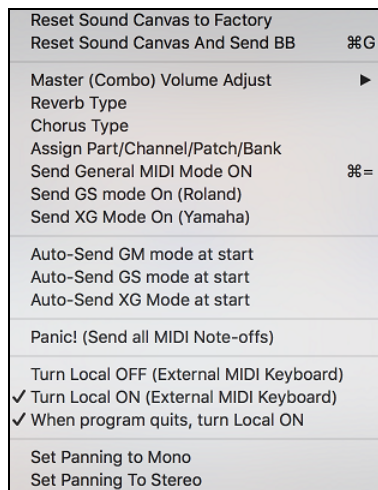 Reset Sound Canvas to Factory
Reset Sound Canvas And Send BB ⌘G
Master (Combo) Volume Adjust ▶
Reverb Type
Chorus Type
Assign Part/Channel/Patch/Bank
Send General MIDI Mode ON ⌘=
Send GS mode On (Roland)
Send XG Mode On (Yamaha)
Auto-Send GM mode at start
Auto-Send GS mode at start
Auto-Send XG Mode at start
Panic! (Send all MIDI Note-offs)
Turn Local OFF (External MIDI Keyboard)
✓ Turn Local ON (External MIDI Keyboard)
✓ When program quits, turn Local ON
Set Panning to Mono
Set Panning To Stereo